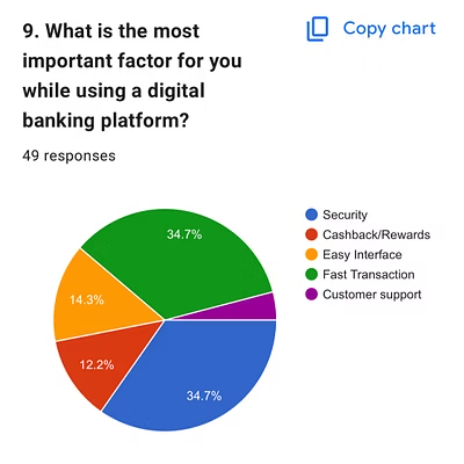 9. What is the most
important factor for you
while using a digital
banking platform?
Copy chart
49 responses
34.7%
14.3%
12.2%
34.7%
Security
Cashback/Rewards
Easy Interface
Fast Transaction
Customer support